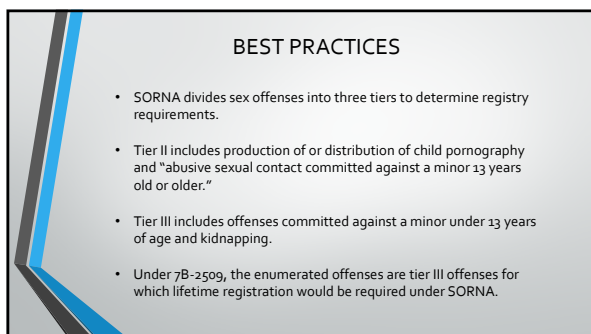 BEST PRACTICES
• SORNA divides sex offenses into three tiers to determine registry
requirements.
• Tier II includes production of or distribution of child pornography
and “abusive sexual contact committed against a minor 13 years
old or older.”
• Tier III includes offenses committed against a minor under 13 years
of age and kidnapping.
• Under 7B-2509, the enumerated offenses are tier III offenses for
which lifetime registration would be required under SORNA.